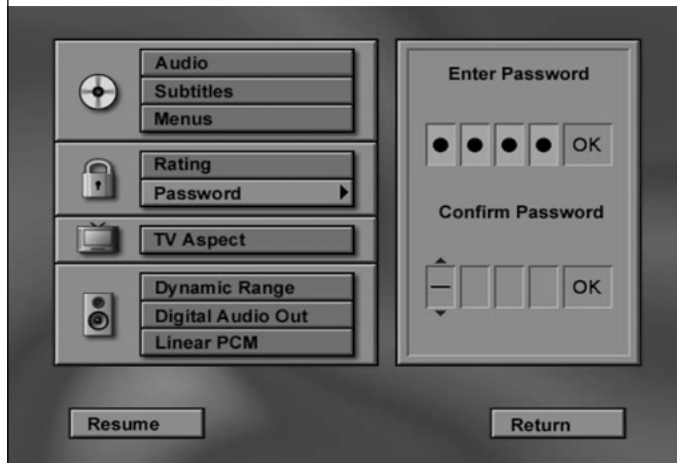 Audio
Subtitles
Menus
Rating
Password
TV Aspect
Dynamic Range
Digital Audio Out
Linear PCM
Enter Password
OK
Confirm Password
OK
Resume
Return